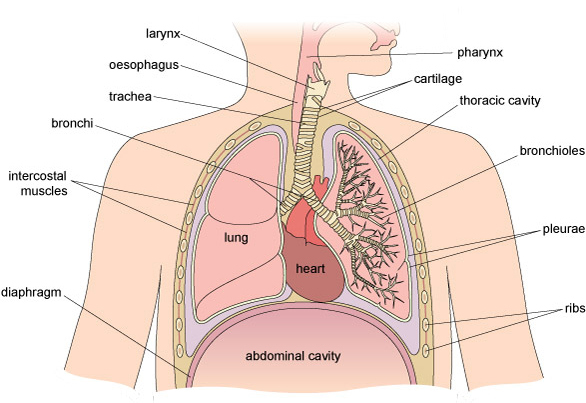 larynx
pharynx
oesophagus
cartilage
trachea
thoracic cavity
bronchi
bronchioles
intercostal
muscles
pleurae
lung
heart
diaphragm
ribs
abdominal cavity